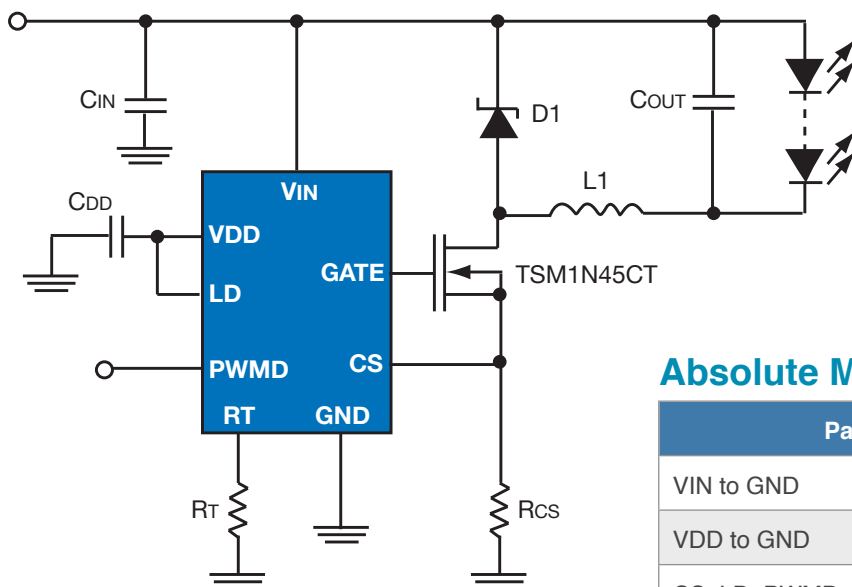 CIN
D1
COUT
VIN
L1
CDD
VDD
GATE
TSM1N45CT
LD
PWMD
CS
RT
GND
RT
RCS
Absolute M
Pa
VIN to GND
VDD to GND